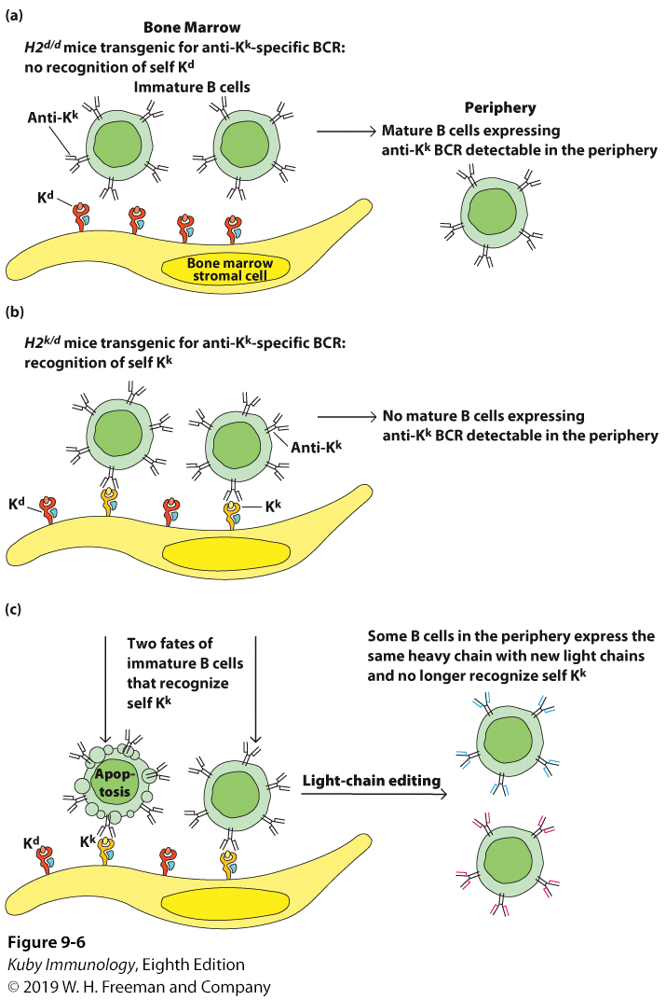 (a)
Bone Marrow
H2d/d mice transgenic for anti-Kk-specific BCR:
no recognition of self Kd
Immature B cells
Anti-Kk
Kd
Bone marrow
stromal cell
Periphery
Mature B cells expressing
anti-Kk BCR detectable in the periphery
(b)
H2k/d mice transgenic for anti-Kk-specific BCR:
recognition of self Kk
Anti-Kk
Kd
Kk
No mature B cells expressing
anti-Kk BCR detectable in the periphery
(c)
Two fates of
immature B cells
that recognize
self Kk
Some B cells in the periphery express the
same heavy chain with new light chains
and no longer recognize self Kk
Apop-
tosis
Light-chain editing
Kd
Kk
Figure 9-6
Kuby Immunology, Eighth Edition
© 2019 W. H. Freeman and Company